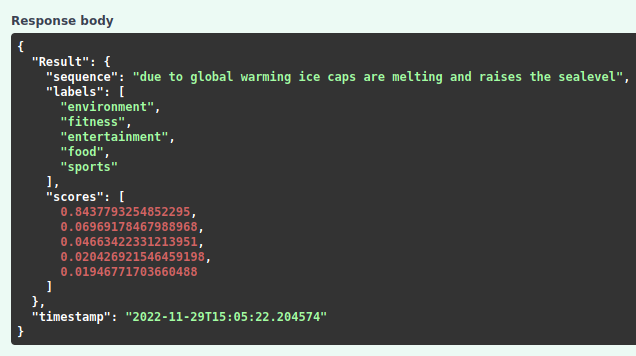 Response body
{
  "Result": {
    "sequence": "due to global warming ice caps are melting and raises the sealevel",
    "labels": [
      "environment",
      "fitness",
      "entertainment",
      "food",
      "sports"
    ],
    "scores": [
      0.8437793254852295,
      0.06969178467988968,
      0.04663422331213951,
      0.020426921546459198,
      0.01946771703660488
    ]
  },
  "timestamp": "2022-11-29T15:05:22.204574"
}